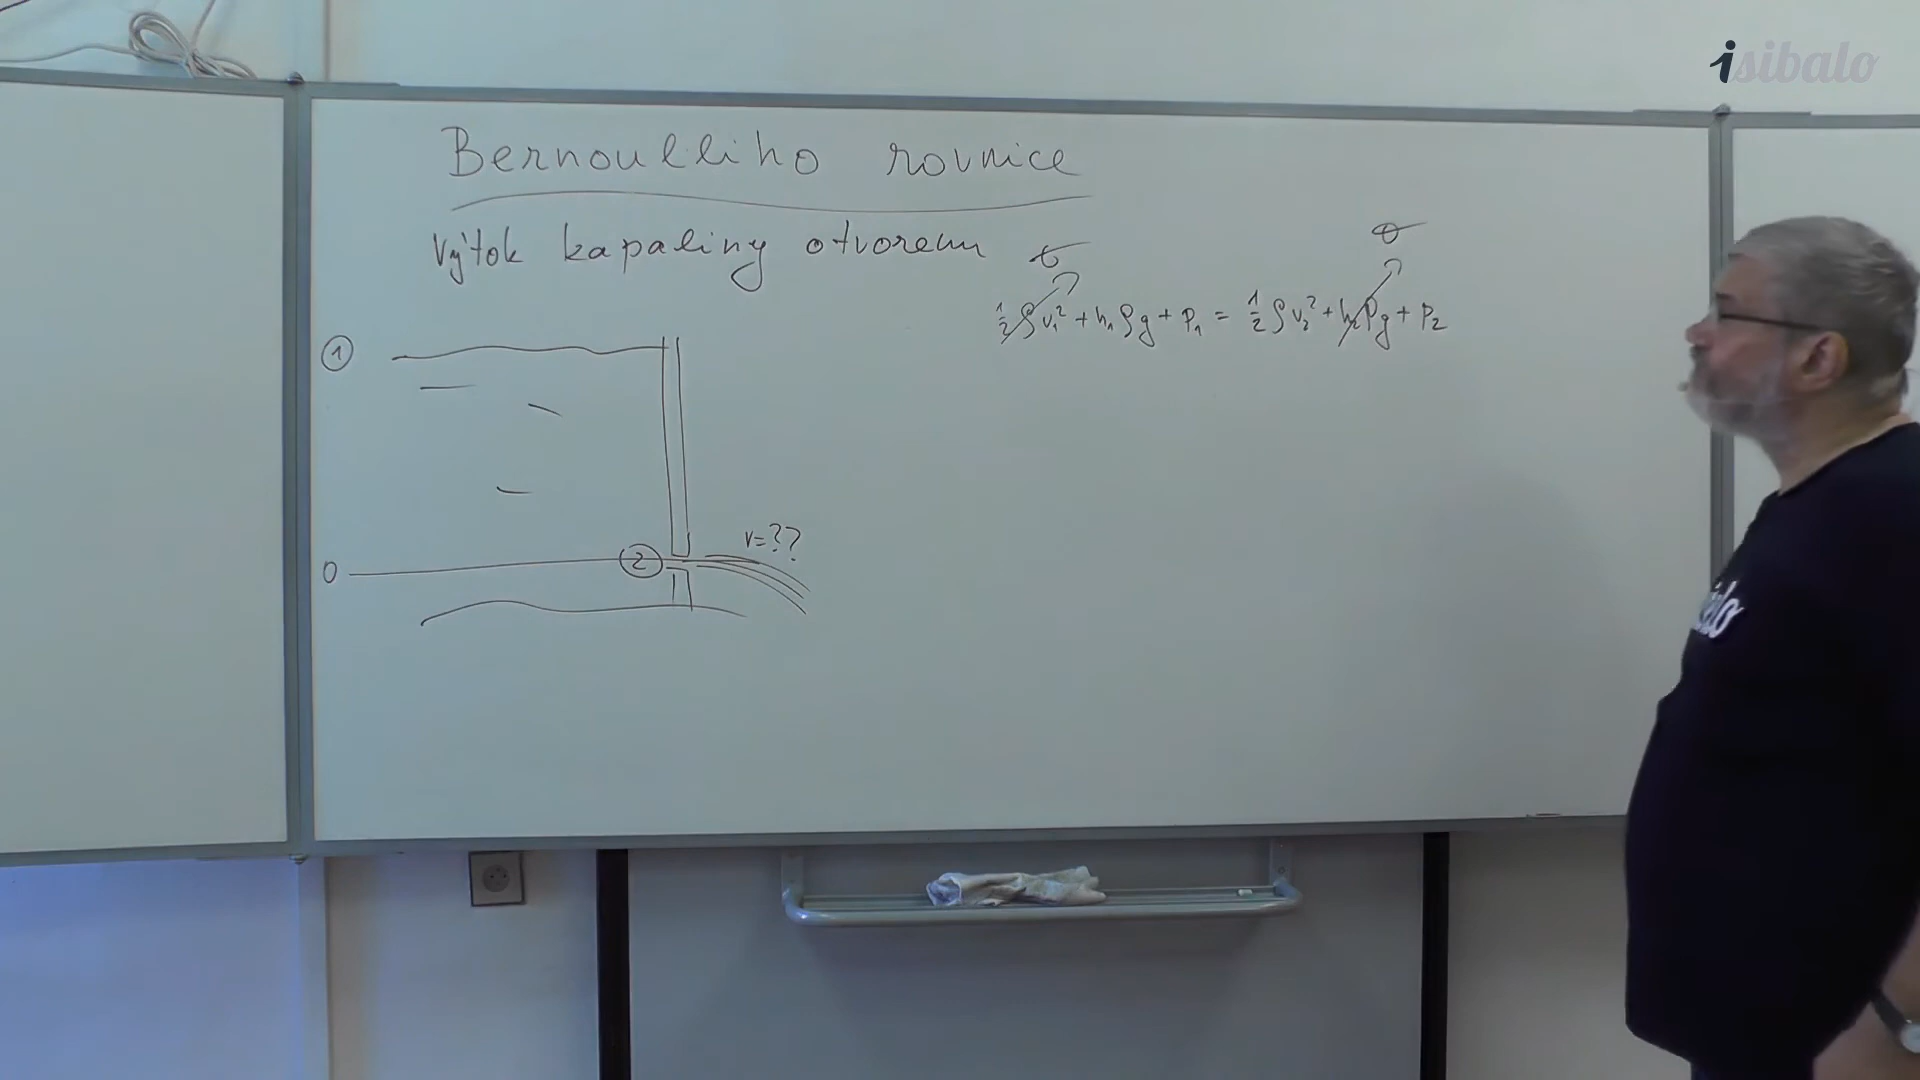 isibalo
Bernoulliho rovnice
Výtok kapaliny otvorem
0 0
½ρv₁² + h₁ρg + p₁ = ½ρv₂² + h₂ρg + p₂
1
v=??
0 2